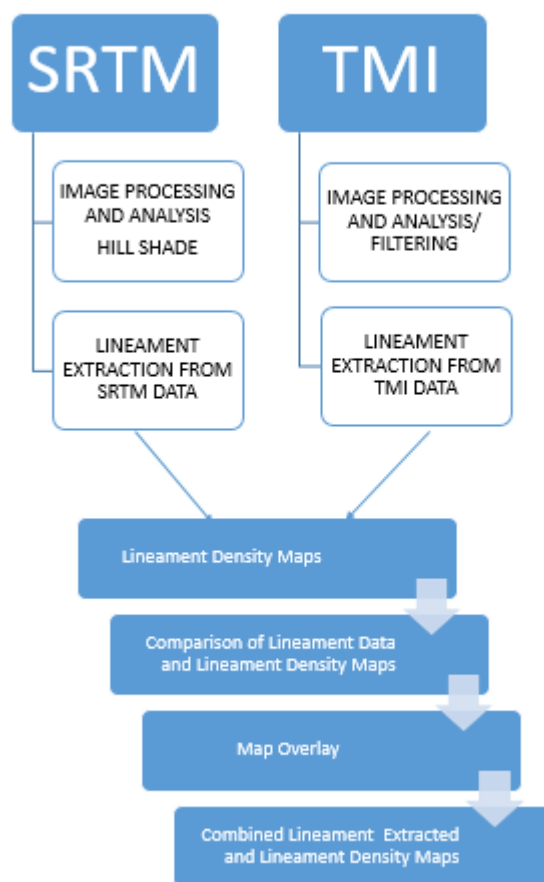 SRTM
TMI
IMAGE PROCESSING
AND ANALYSIS
HILL SHADE
IMAGE PROCESSING
AND ANALYSIS/
FILTERING
LINEAMENT
EXTRACTION FROM
SRTM DATA
LINEAMENT
EXTRACTION FROM
TMI DATA
Lineament Density Maps
Comparison of Lineament Data
and Lineament Density Maps
Map Overlay
Combined Lineament Extracted
and Lineament Density Maps